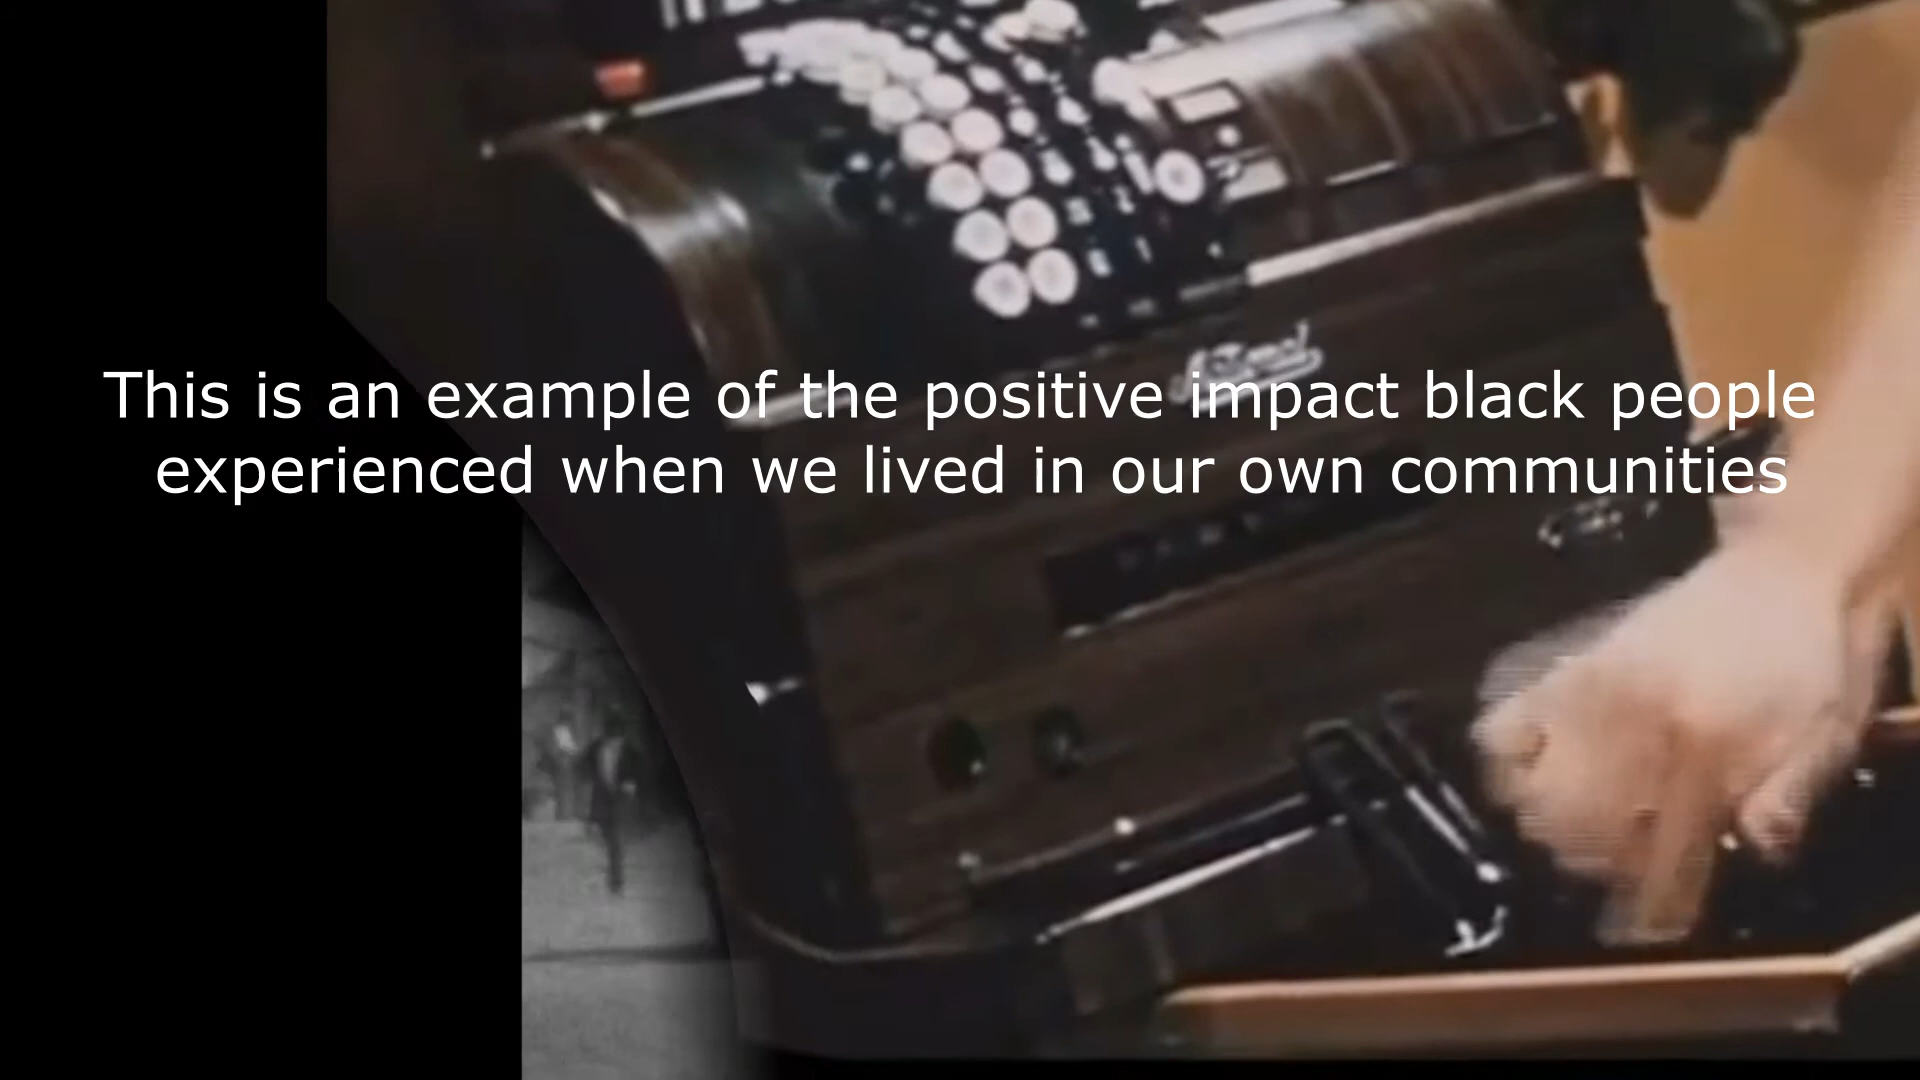 This is an example of the positive impact black people
experienced when we lived in our own communities